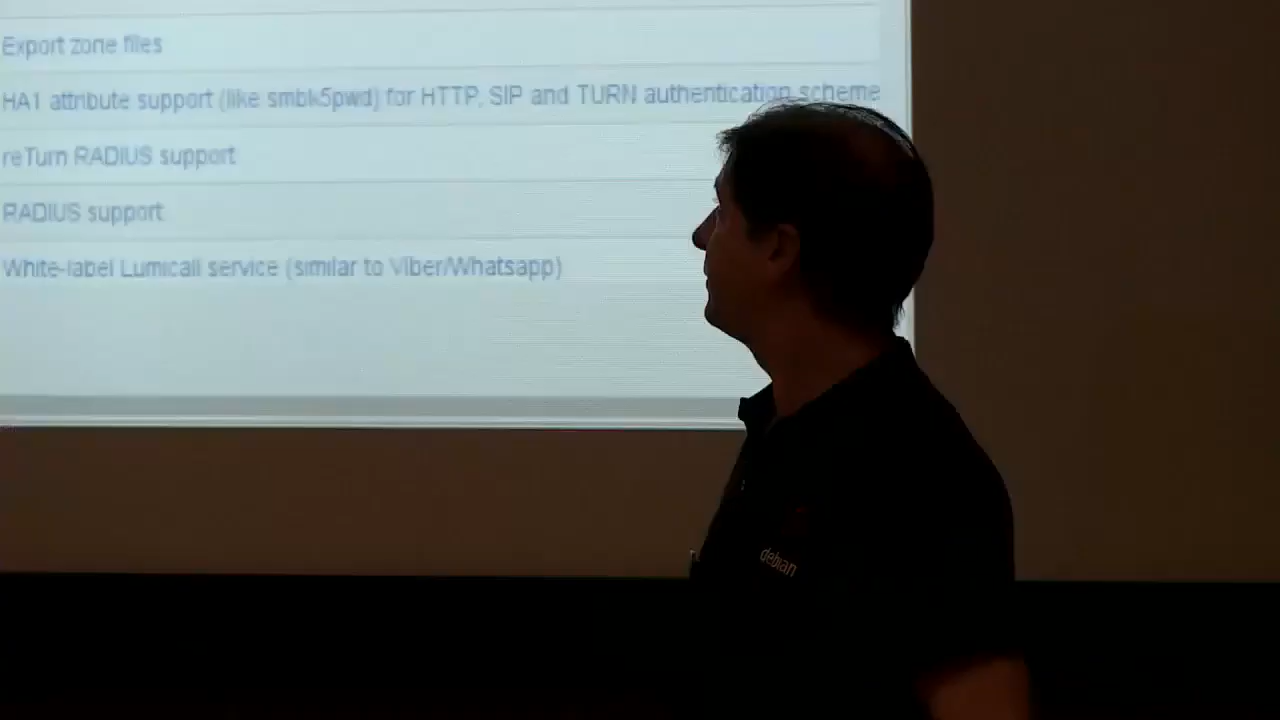 Export zone files
HA1 attribute support (like smbk5pwd) for HTTP, SIP and TURN authentication scheme
reTurn RADIUS support
RADIUS support
White-label Lumicall service (similar to Viber/Whatsapp)
debian